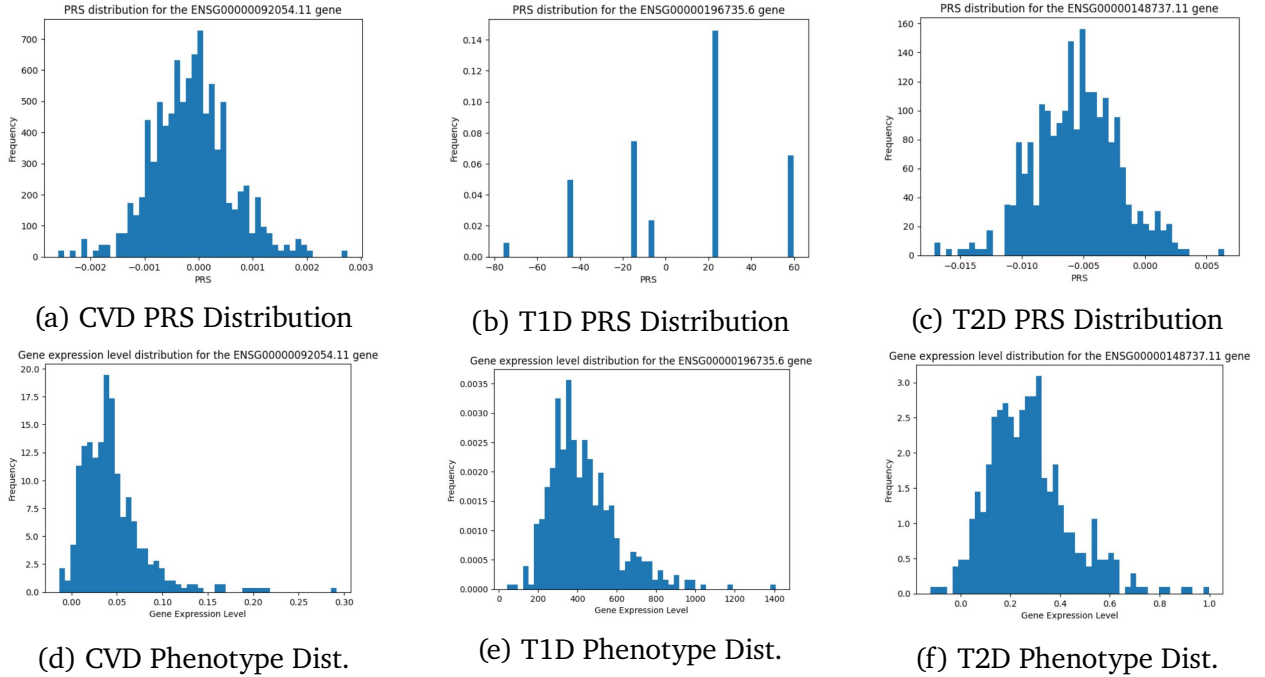 PRS distribution for the ENSG00000092054.11 gene
700
600
500
400
300
200
100
0
Frequency
−0.002 −0.001 0.000 0.001 0.002 0.003
PRS
(a) CVD PRS Distribution
PRS distribution for the ENSG00000196735.6 gene
0.14
0.12
0.10
0.08
0.06
0.04
0.02
0.00
Frequency
−80 −60 −40 −20 0 20 40 60
PRS
(b) T1D PRS Distribution
PRS distribution for the ENSG00000148737.11 gene
160
140
120
100
80
60
40
20
0
Frequency
−0.015 −0.010 −0.005 0.000 0.005
PRS
(c) T2D PRS Distribution
Gene expression level distribution for the ENSG00000092054.11 gene
20.0
17.5
15.0
12.5
10.0
7.5
5.0
2.5
0.0
Frequency
0.00 0.05 0.10 0.15 0.20 0.25 0.30
Gene Expression Level
(d) CVD Phenotype Dist.
Gene expression level distribution for the ENSG00000196735.6 gene
0.0035
0.0030
0.0025
0.0020
0.0015
0.0010
0.0005
0.0000
Frequency
0 200 400 600 800 1000 1200 1400
Gene Expression Level
(e) T1D Phenotype Dist.
Gene expression level distribution for the ENSG00000148737.11 gene
3.0
2.5
2.0
1.5
1.0
0.5
0.0
Frequency
0.0 0.2 0.4 0.6 0.8 1.0
Gene Expression Level
(f) T2D Phenotype Dist.